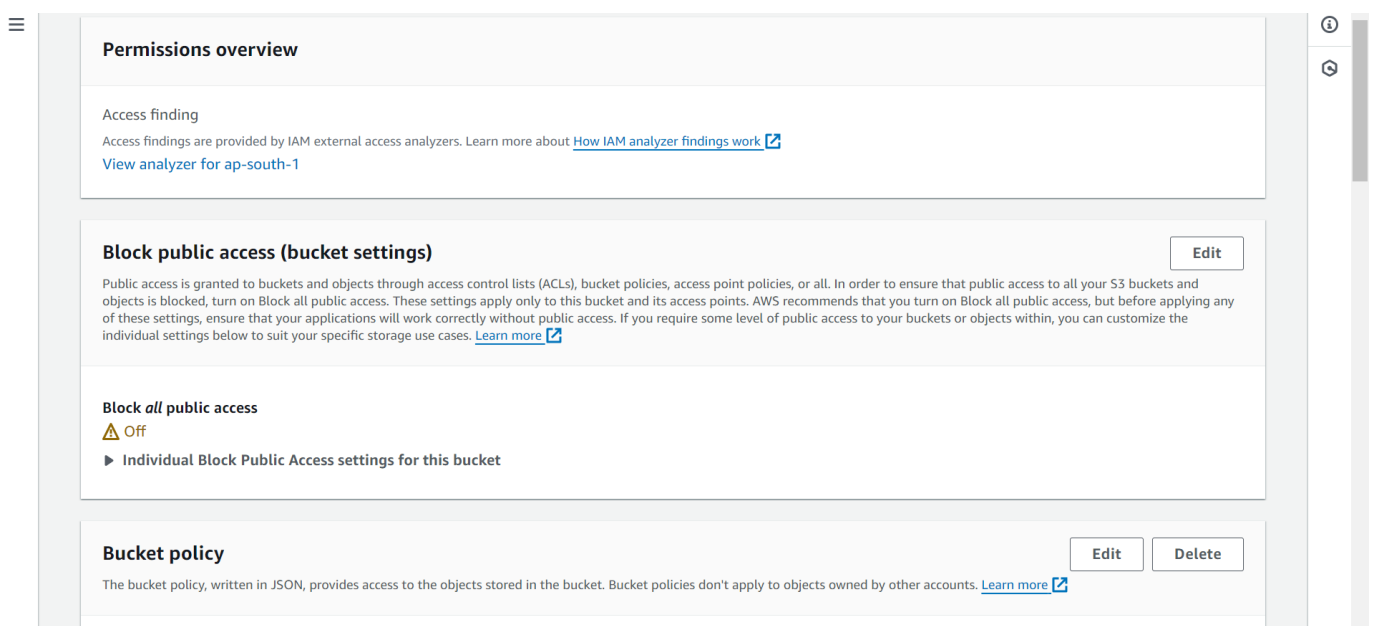 Permissions overview
Access finding
Access findings are provided by IAM external access analyzers. Learn more about How IAM analyzer findings work
View analyzer for ap-south-1
Block public access (bucket settings)
Edit
Public access is granted to buckets and objects through access control lists (ACLs), bucket policies, access point policies, or all. In order to ensure that public access to all your S3 buckets and
objects is blocked, turn on Block all public access. These settings apply only to this bucket and its access points. AWS recommends that you turn on Block all public access, but before applying any
of these settings, ensure that your applications will work correctly without public access. If you require some level of public access to your buckets or objects within, you can customize the
individual settings below to suit your specific storage use cases. Learn more
Block all public access
Off
Individual Block Public Access settings for this bucket
Bucket policy
Edit
Delete
The bucket policy, written in JSON, provides access to the objects stored in the bucket. Bucket policies don't apply to objects owned by other accounts. Learn more